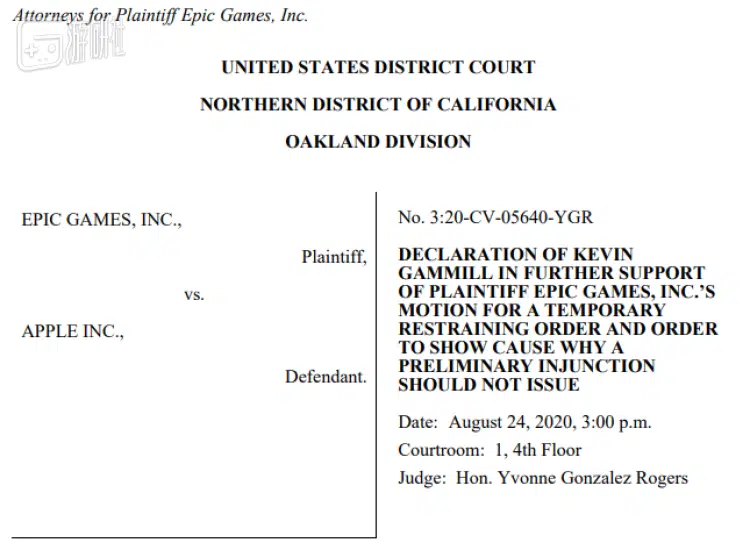 Attorneys for Plaintiff Epic Games, Inc.
游研社
UNITED STATES DISTRICT COURT
NORTHERN DISTRICT OF CALIFORNIA
OAKLAND DIVISION
EPIC GAMES, INC.,
Plaintiff,
vs.
APPLE INC.,
Defendant.
No. 3:20-CV-05640-YGR
DECLARATION OF KEVIN
GAMMILL IN FURTHER SUPPORT
OF PLAINTIFF EPIC GAMES, INC.’S
MOTION FOR A TEMPORARY
RESTRAINING ORDER AND ORDER
TO SHOW CAUSE WHY A
PRELIMINARY INJUNCTION
SHOULD NOT ISSUE
Date: August 24, 2020, 3:00 p.m.
Courtroom: 1, 4th Floor
Judge: Hon. Yvonne Gonzalez Rogers